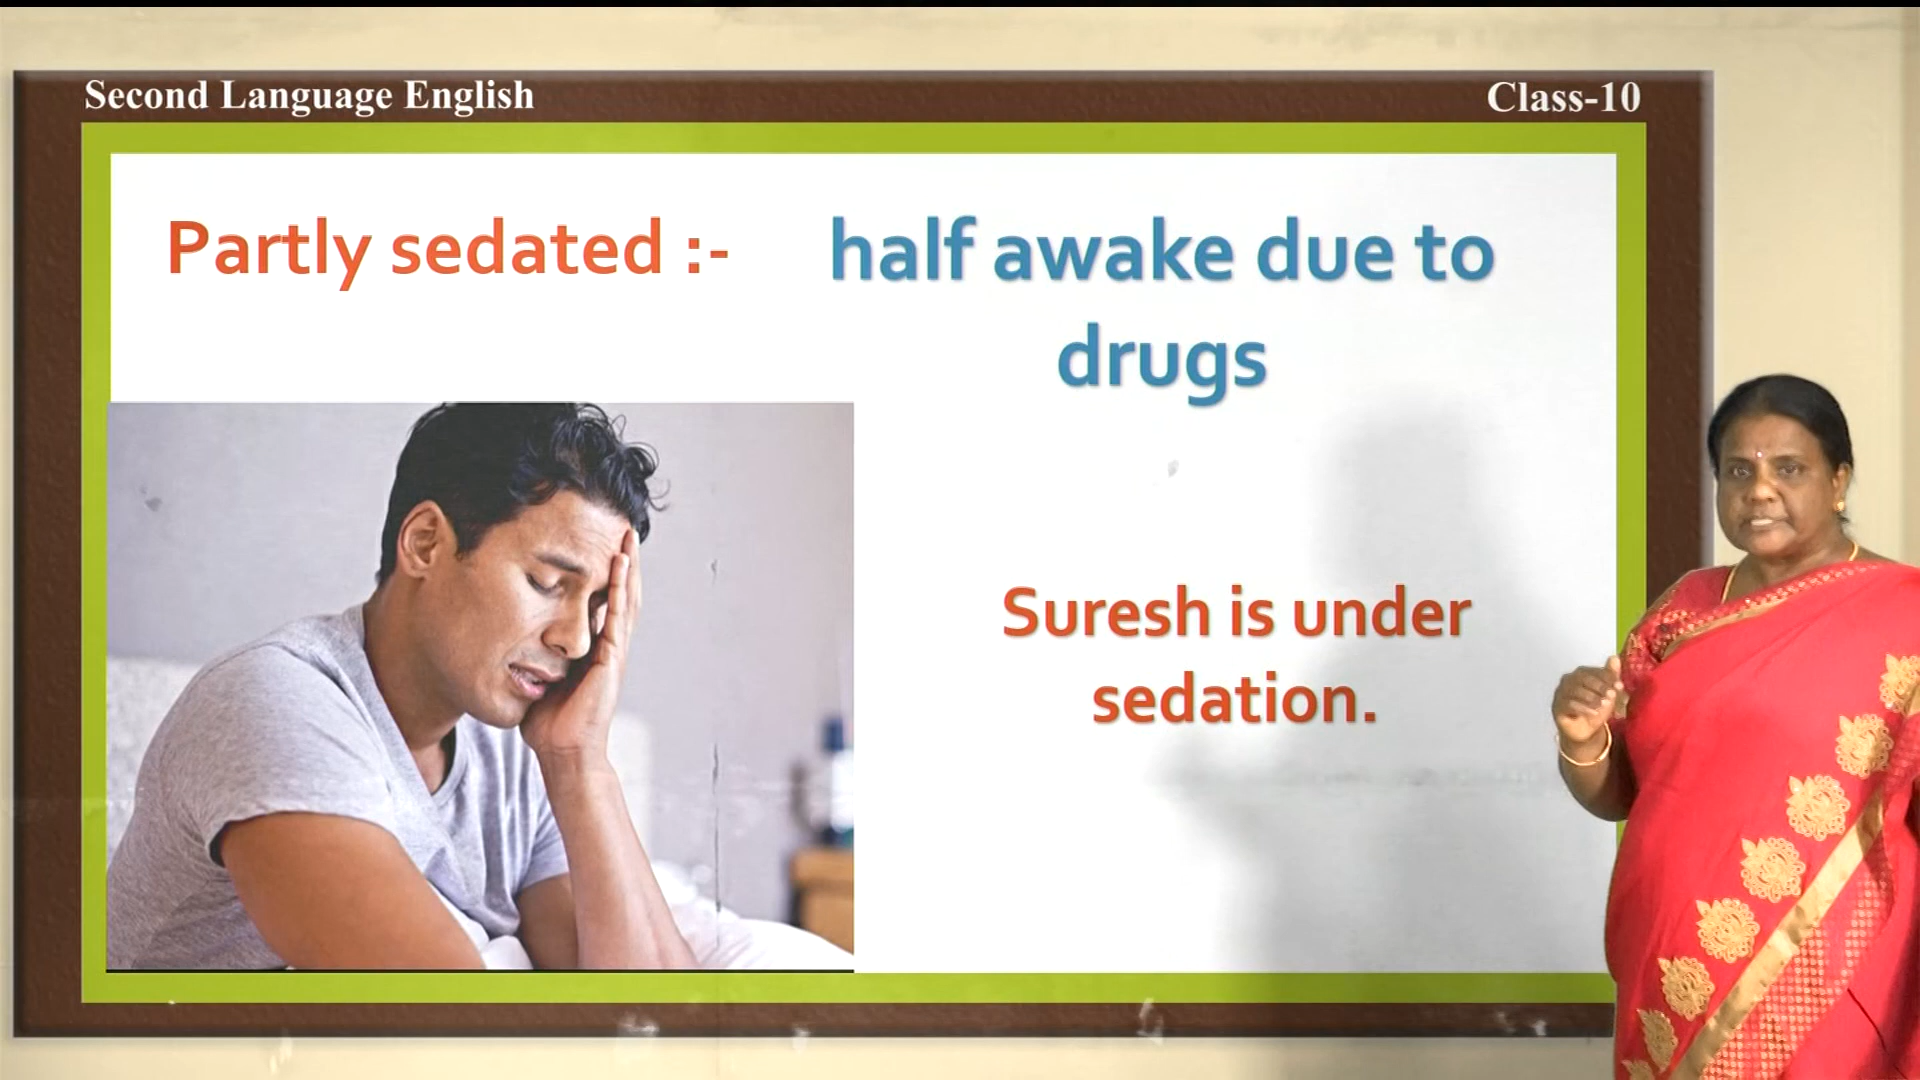 Second Language English
Class-10
Partly sedated :-
half awake due to
drugs
Suresh is under
sedation.